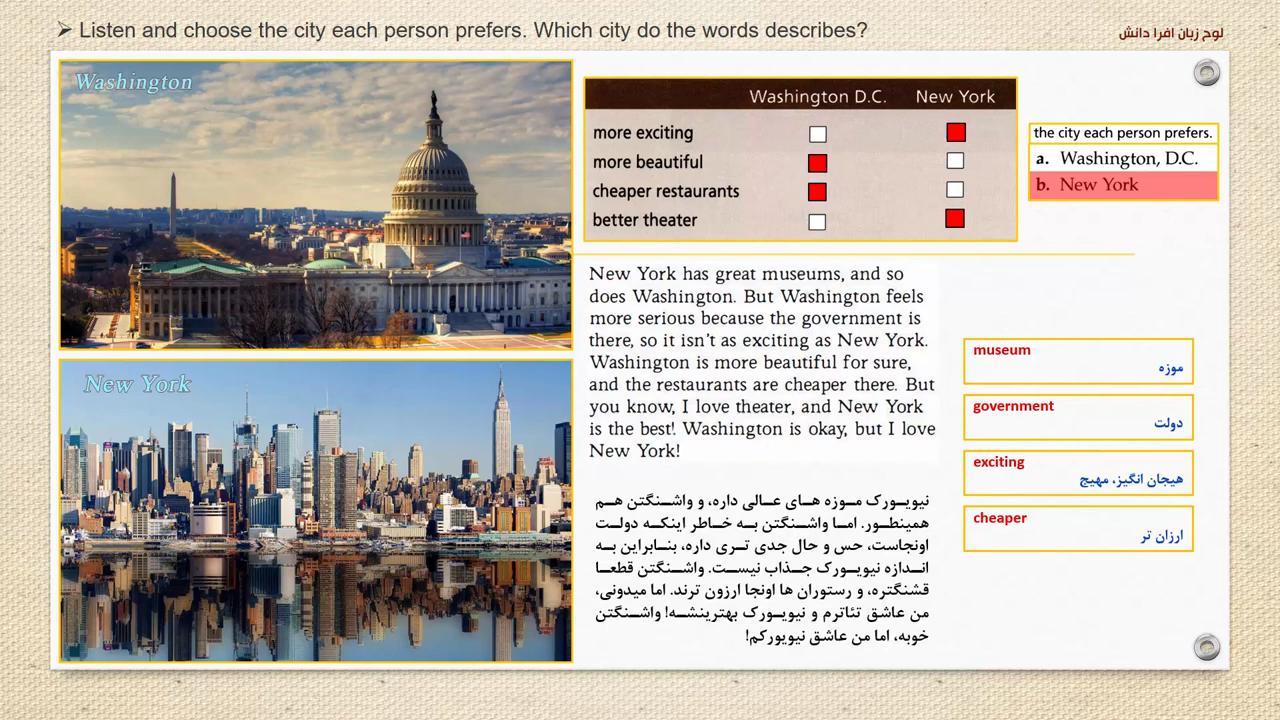 ➢ Listen and choose the city each person prefers. Which city do the words describes?
لوح زبان افرا دانش
Washington
New York
Washington D.C. New York
more exciting
more beautiful
cheaper restaurants
better theater
the city each person prefers.
a. Washington, D.C.
b. New York
New York has great museums, and so
does Washington. But Washington feels
more serious because the government is
there, so it isn't as exciting as New York.
Washington is more beautiful for sure,
and the restaurants are cheaper there. But
you know, I love theater, and New York
is the best! Washington is okay, but I love
New York!
نیویورک موزه های عالی داره، و واشنگتن هم
همینطور. اما واشنگتن به خاطر اینکه دولت
اونجاست، حس و حال جدی تری داره، بنابراین به
اندازه نیویورک جذاب نیست. واشنگتن قطعا
قشنگتره، و رستوران ها اونجا ارزون ترند. اما میدونی،
من عاشق تئاترم و نیویورک بهترینشه! واشنگتن
خوبه، اما من عاشق نیویورکم!
museum
موزه
government
دولت
exciting
هیجان انگیز، مهیج
cheaper
ارزان تر